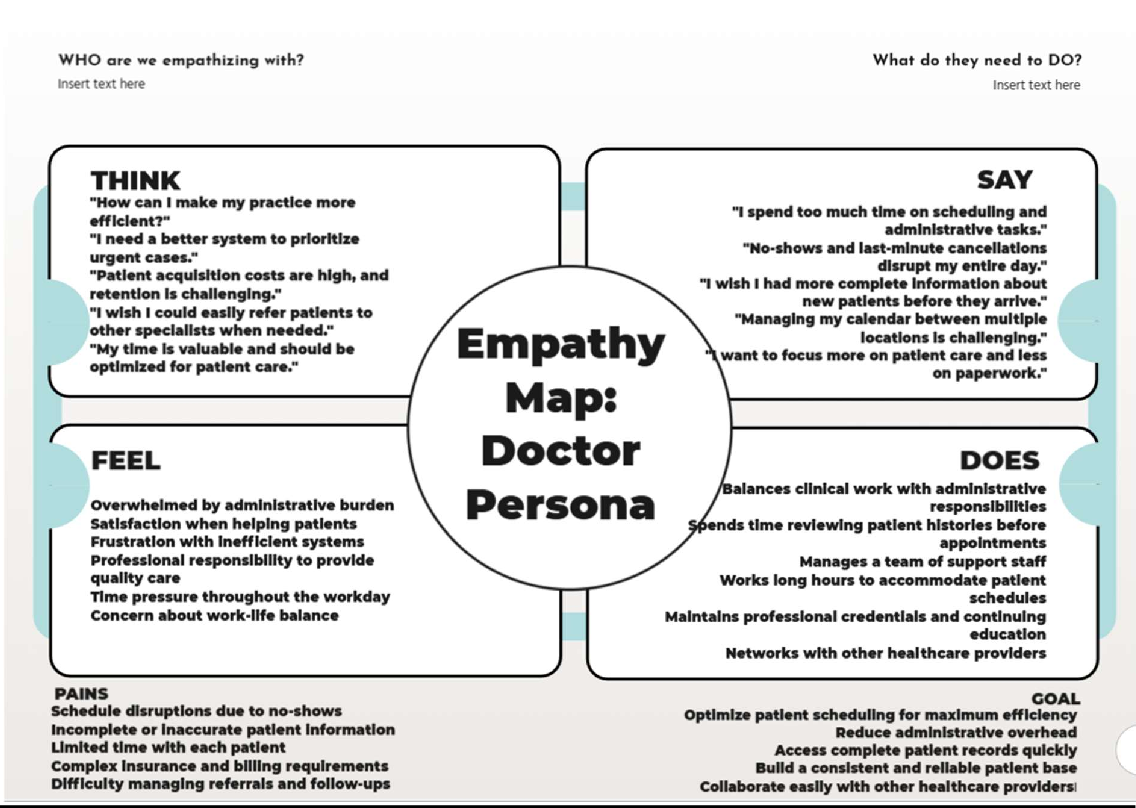 WHO are we empathizing with?
Insert text here
What do they need to DO?
Insert text here
THINK
"How can I make my practice more
efficient?"
"I need a better system to prioritize
urgent cases."
"Patient acquisition costs are high, and
retention is challenging."
"I wish I could easily refer patients to
other specialists when needed."
"My time is valuable and should be
optimized for patient care."
SAY
"I spend too much time on scheduling and
administrative tasks."
"No-shows and last-minute cancellations
disrupt my entire day."
"I wish I had more complete information about
new patients before they arrive."
"Managing my calendar between multiple
locations is challenging."
"I want to focus more on patient care and less
on paperwork."
Empathy
Map:
Doctor
Persona
FEEL
Overwhelmed by administrative burden
Satisfaction when helping patients
Frustration with inefficient systems
Professional responsibility to provide
quality care
Time pressure throughout the workday
Concern about work-life balance
DOES
Balances clinical work with administrative
responsibilities
Spends time reviewing patient histories before
appointments
Manages a team of support staff
Works long hours to accommodate patient
schedules
Maintains professional credentials and continuing
education
Networks with other healthcare providers
PAINS
Schedule disruptions due to no-shows
Incomplete or inaccurate patient information
Limited time with each patient
Complex insurance and billing requirements
Difficulty managing referrals and follow-ups
GOAL
Optimize patient scheduling for maximum efficiency
Reduce administrative overhead
Access complete patient records quickly
Build a consistent and reliable patient base
Collaborate easily with other healthcare providers